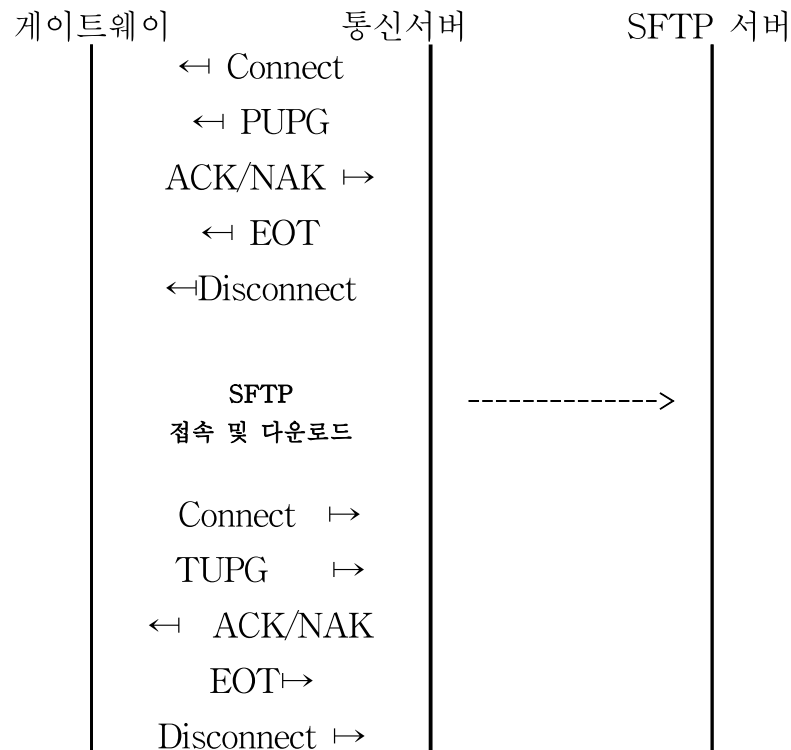 게이트웨이 통신서버 SFTP 서버
↤ Connect
↤ PUPG
ACK/NAK ↦
↤ EOT
↤Disconnect
SFTP
접속 및 다운로드
Connect ↦
TUPG ↦
↤ ACK/NAK
EOT↦
Disconnect ↦